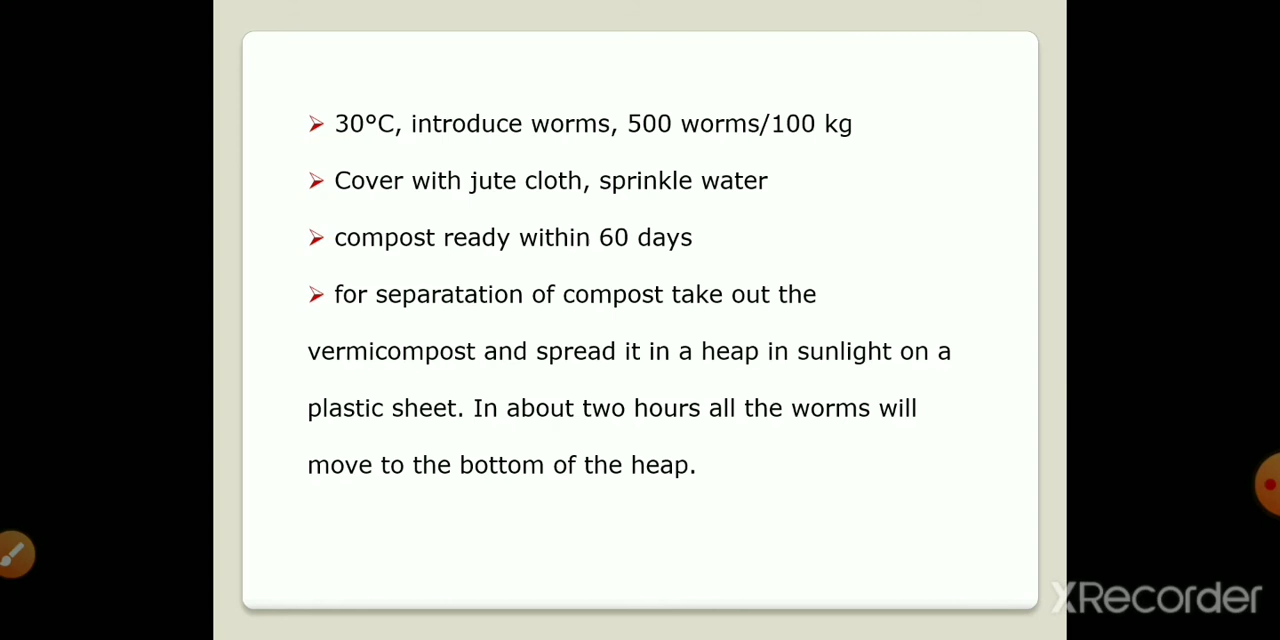 30°C, introduce worms, 500 worms/100 kg
Cover with jute cloth, sprinkle water
compost ready within 60 days
for separatation of compost take out the
vermicompost and spread it in a heap in sunlight on a
plastic sheet. In about two hours all the worms will
move to the bottom of the heap.
XRecorder